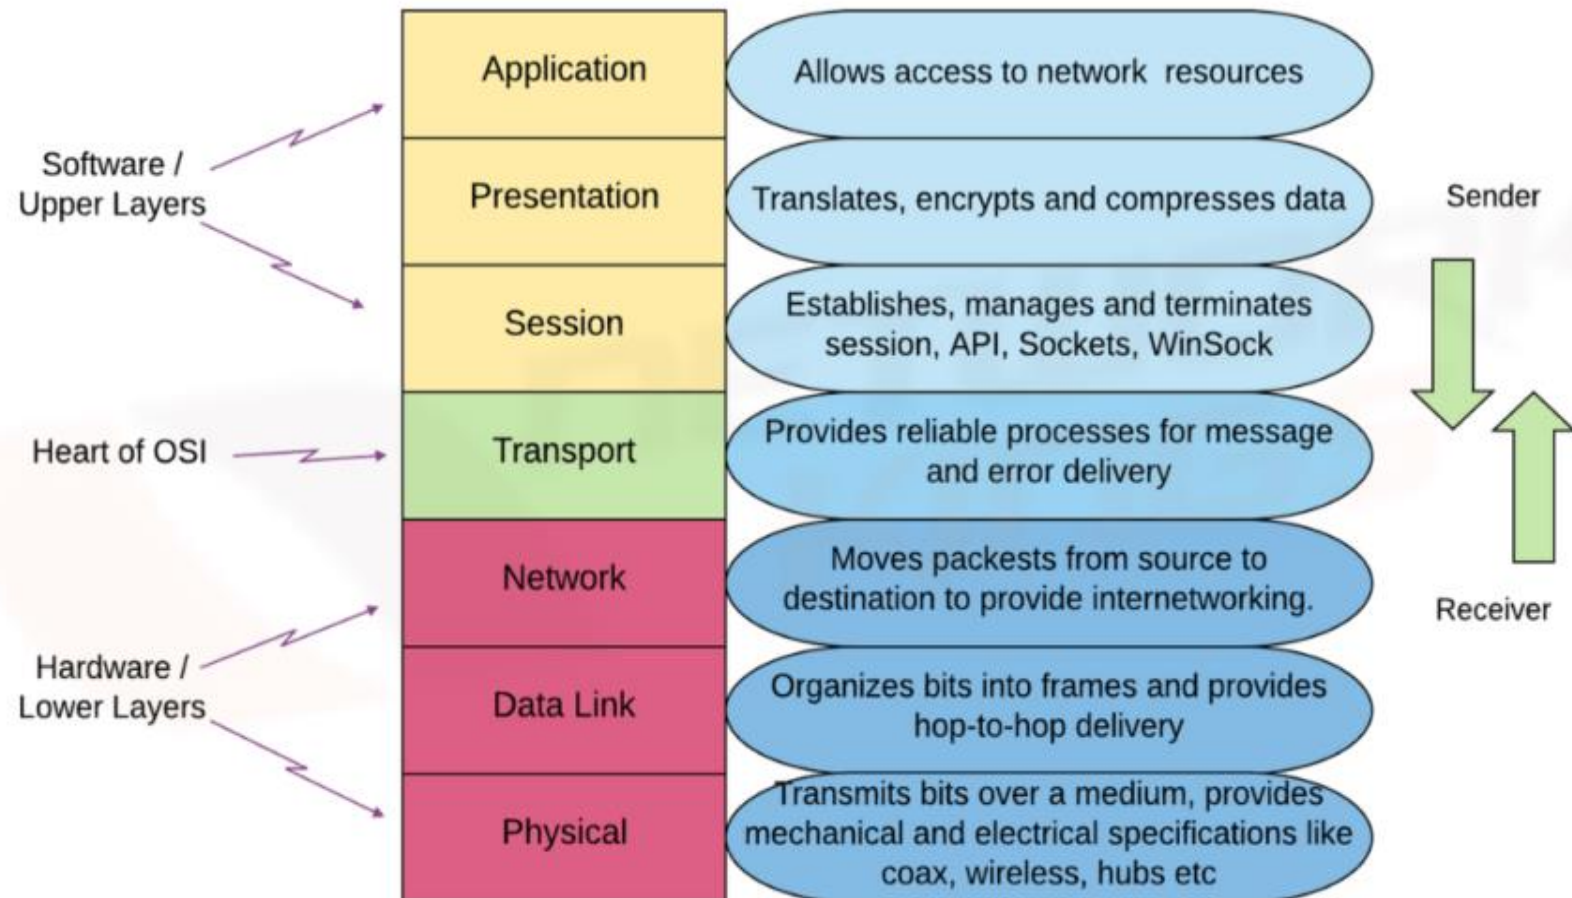 Application
Allows access to network resources
Software /
Upper Layers
Presentation
Translates, encrypts and compresses data
Sender
Session
Establishes, manages and terminates
session, API, Sockets, WinSock
Heart of OSI
Transport
Provides reliable processes for message
and error delivery
Network
Moves packests from source to
destination to provide internetworking.
Receiver
Hardware /
Lower Layers
Data Link
Organizes bits into frames and provides
hop-to-hop delivery
Physical
Transmits bits over a medium, provides
mechanical and electrical specifications like
coax, wireless, hubs etc